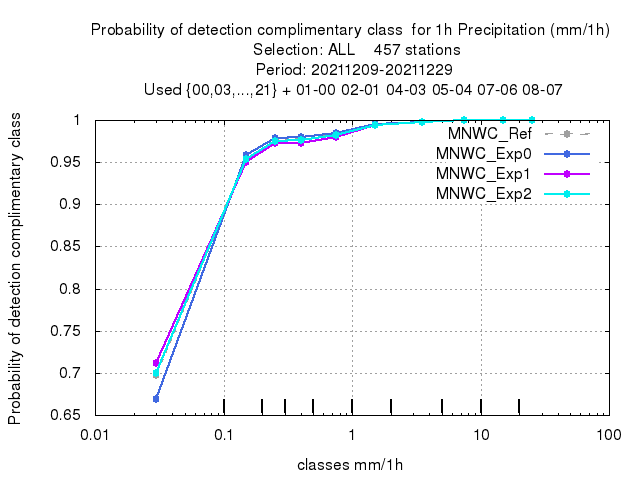 Probability of detection complimentary class  for 1h Precipitation (mm/1h)
Selection: ALL    457 stations
Period: 20211209-20211229
Used {00,03,...,21} + 01-00 02-01  04-03  05-04 07-06 08-07
Probability of detection complimentary class
1
0.95
0.9
0.85
0.8
0.75
0.7
0.65
MNWC_Ref
MNWC_Exp0
MNWC_Exp1
MNWC_Exp2
0.01
0.1
1
10
100
classes mm/1h